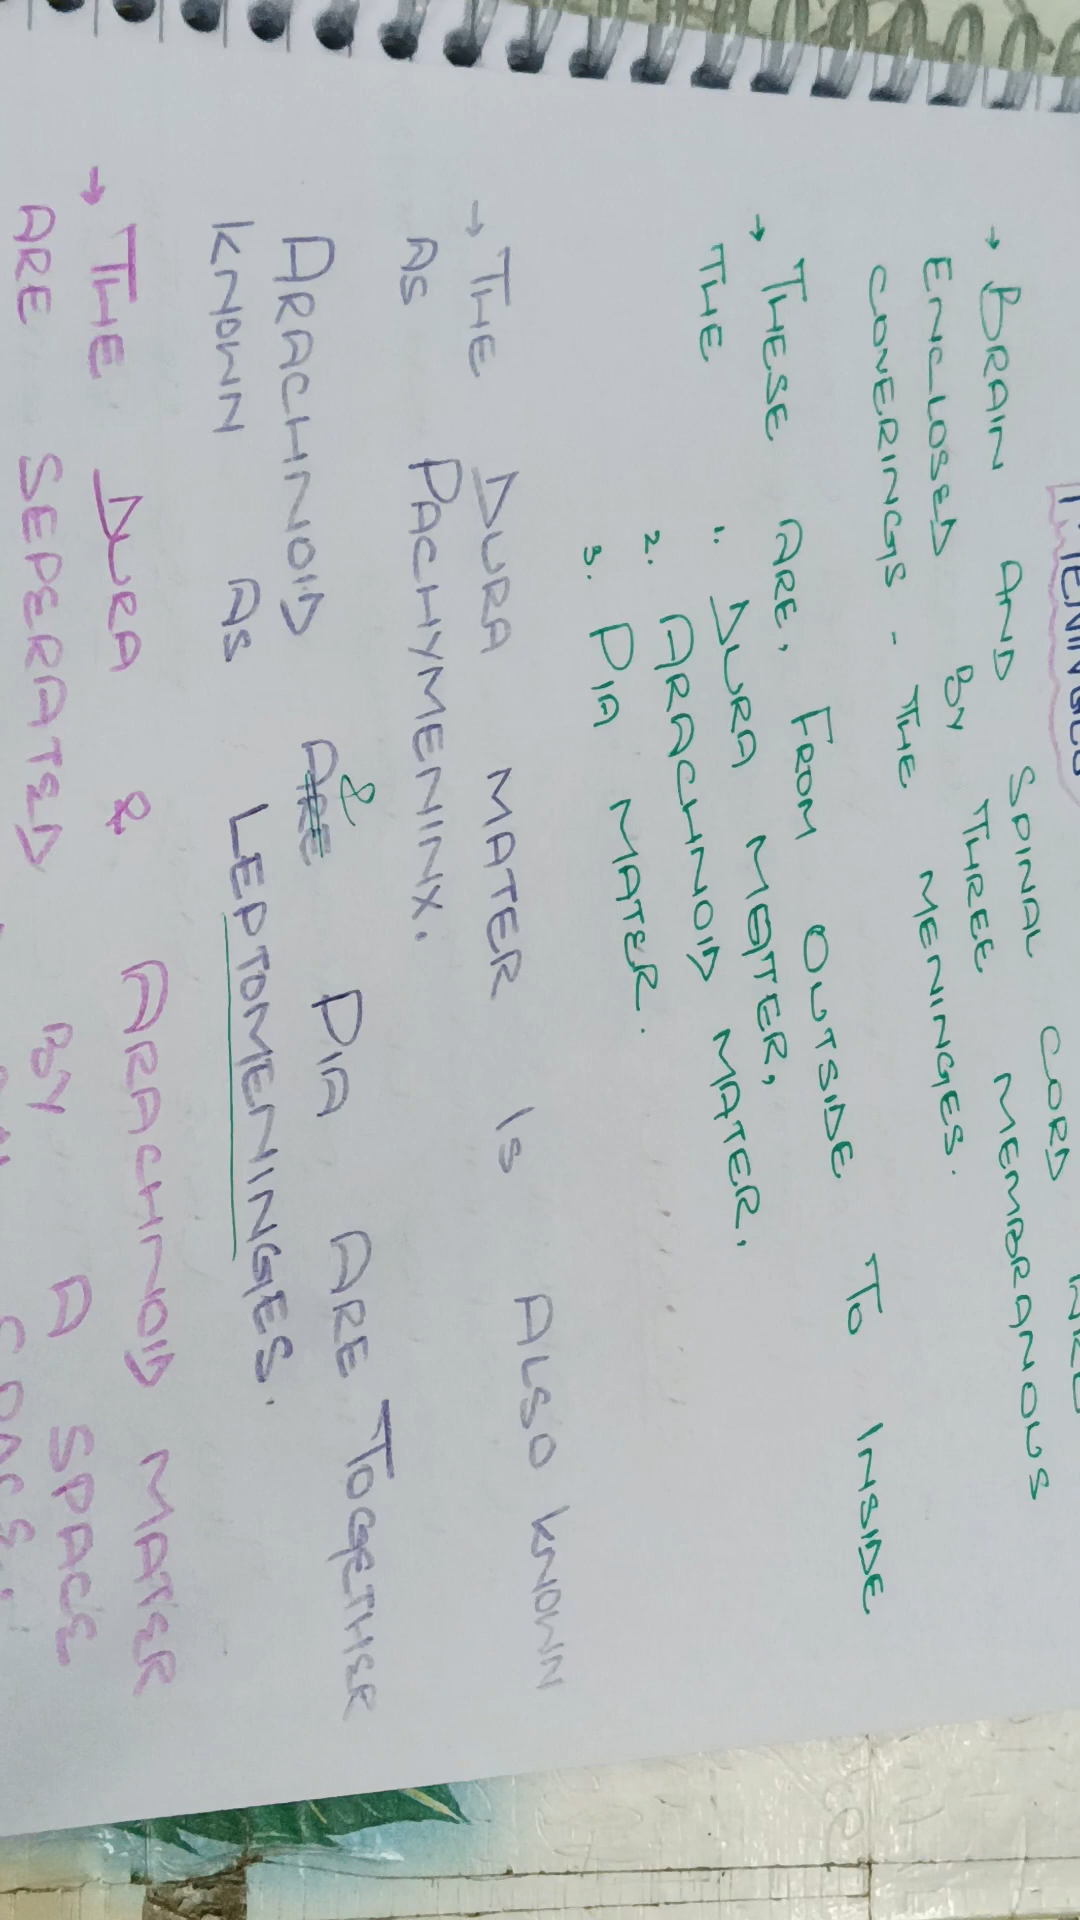 MENINGES
→ BRAIN AND SPINAL CORD ARE
ENCLOSED BY THREE MEMBRANOUS
CONERINGS - THE MENINGES.
→ THESE ARE, FROM OUTSIDE TO INSIDE
THE 1. DURA MATER,
2. ARACHNOID MATER,
3. PIA MATER.
→ THE DURA MATER IS ALSO KNOWN
AS PACHYMENINX.
ARACHNOID & PIA ARE TOGETHER
KNOWN AS LEPTOMENINGES.
→ THE DURA & ARACHNOID MATER
ARE SEPERATED BY A SPACE